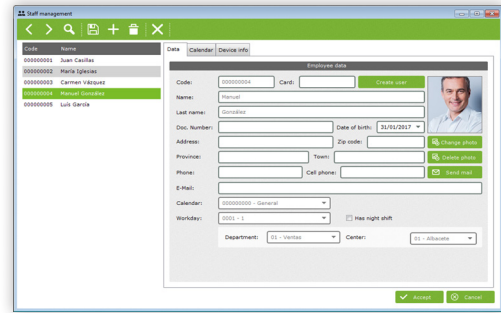 Staff management
Code Name
000000001 Juan Casillas
000000002 María Iglesias
000000003 Carmen Vázquez
000000004 Manuel González
000000005 Luis García
Data Calendar Device info
Employee data
Code: 000000004 Card: Create user
Name: Manuel
Last name: González
Doc. Number: Date of birth: 31/01/2017
Address: Zip code: Change photo
Province: Town: Delete photo
Phone: Cell phone: Send mail
E-Mail:
Calendar: 000000000 - General
Workday: 0001 - 1 Has night shift
Department: 01 - Ventas Center: 01 - Albacete
Accept Cancel